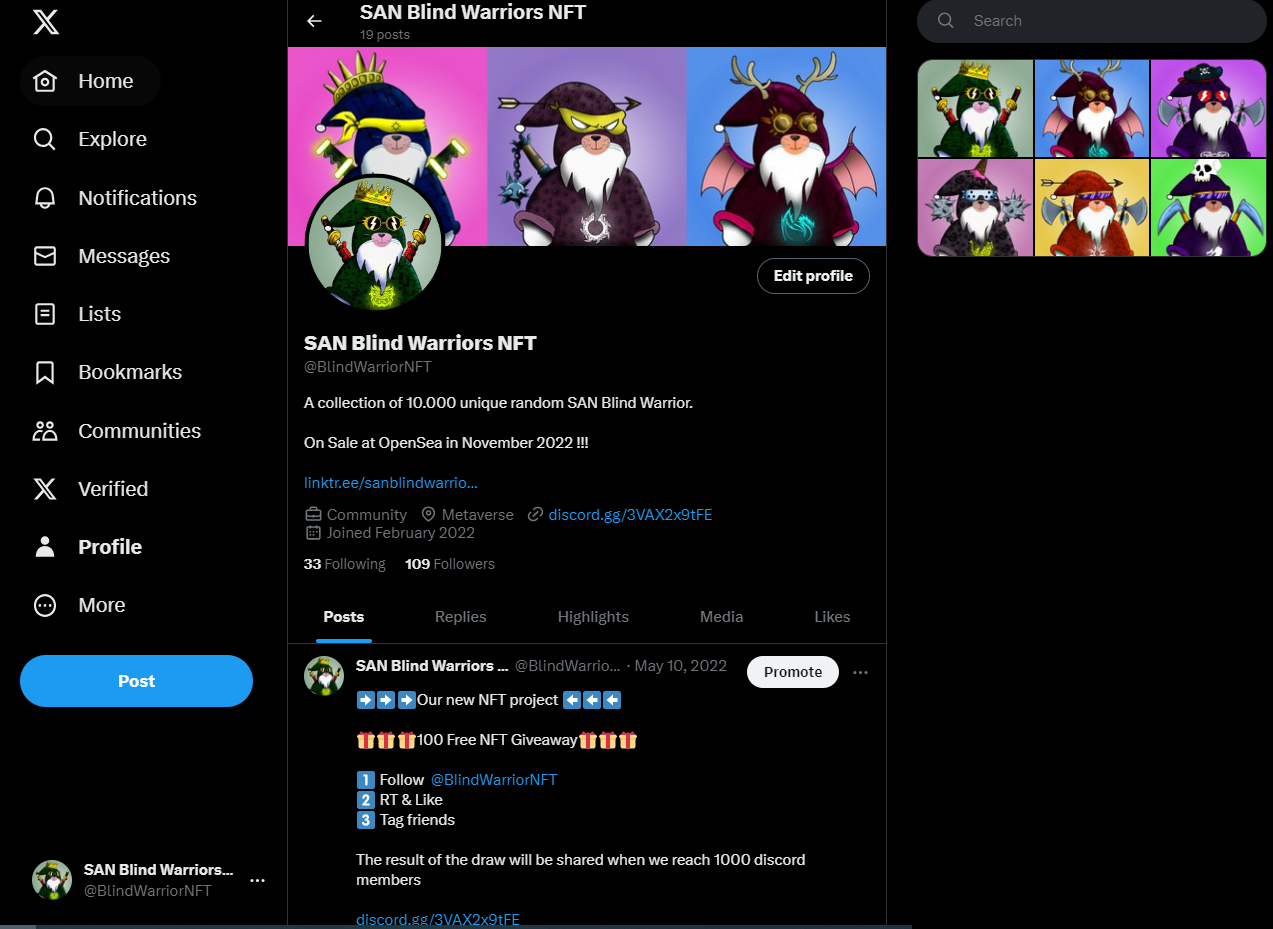 SAN Blind Warriors NFT
19 posts
Search
Home
Explore
Notifications
Messages
Lists
Bookmarks
Communities
Verified
Profile
More
Post
SAN Blind Warriors...
@BlindWarriorNFT
Edit profile
SAN Blind Warriors NFT
@BlindWarriorNFT
A collection of 10.000 unique random SAN Blind Warrior.
On Sale at OpenSea in November 2022 !!!
linktr.ee/sanblindwarrio...
Community Metaverse discord.gg/3VAX2x9tFE
Joined February 2022
33 Following 109 Followers
Posts Replies Highlights Media Likes
SAN Blind Warriors ... @BlindWarrio... · May 10, 2022 Promote
➡️➡️➡️Our new NFT project ⬅️⬅️⬅️
🎁🎁🎁100 Free NFT Giveaway🎁🎁🎁
1️⃣ Follow @BlindWarriorNFT
2️⃣ RT & Like
3️⃣ Tag friends
The result of the draw will be shared when we reach 1000 discord
members
discord.gg/3VAX2x9tFE